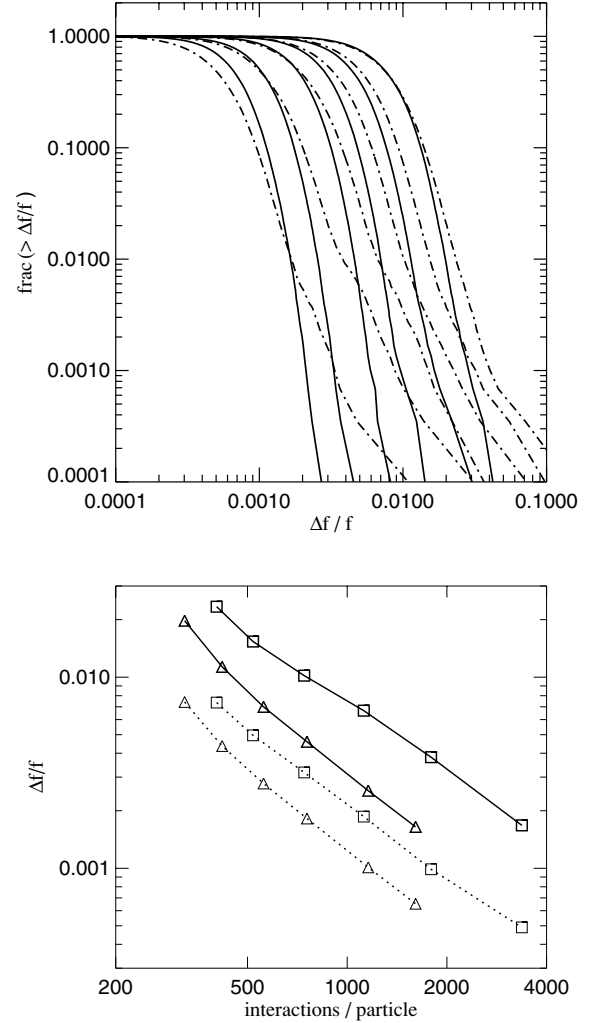 1.0000
0.1000
0.0100
0.0010
0.0001
frac (> Δf/f )
0.0001 0.0010 0.0100 0.1000
Δf / f
0.010
0.001
Δf/f
200 500 1000 2000 4000
interactions / particle